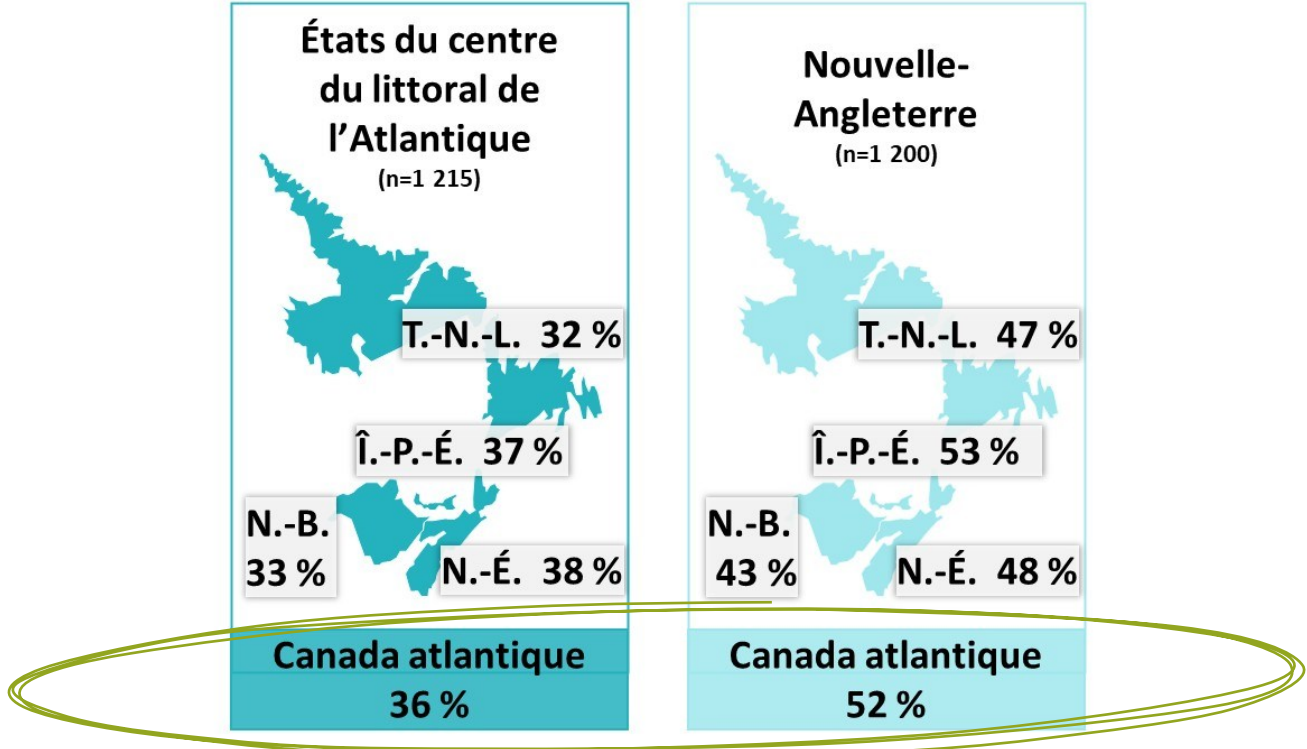 États du centre
du littoral de
l'Atlantique
(n=1 215)
T.-N.-L. 32 %
Î.-P.-É. 37 %
N.-B.
33 %
N.-É. 38 %
Canada atlantique
36 %
Nouvelle-
Angleterre
(n=1 200)
T.-N.-L. 47 %
Î.-P.-É. 53 %
N.-B.
43 %
N.-É. 48 %
Canada atlantique
52 %